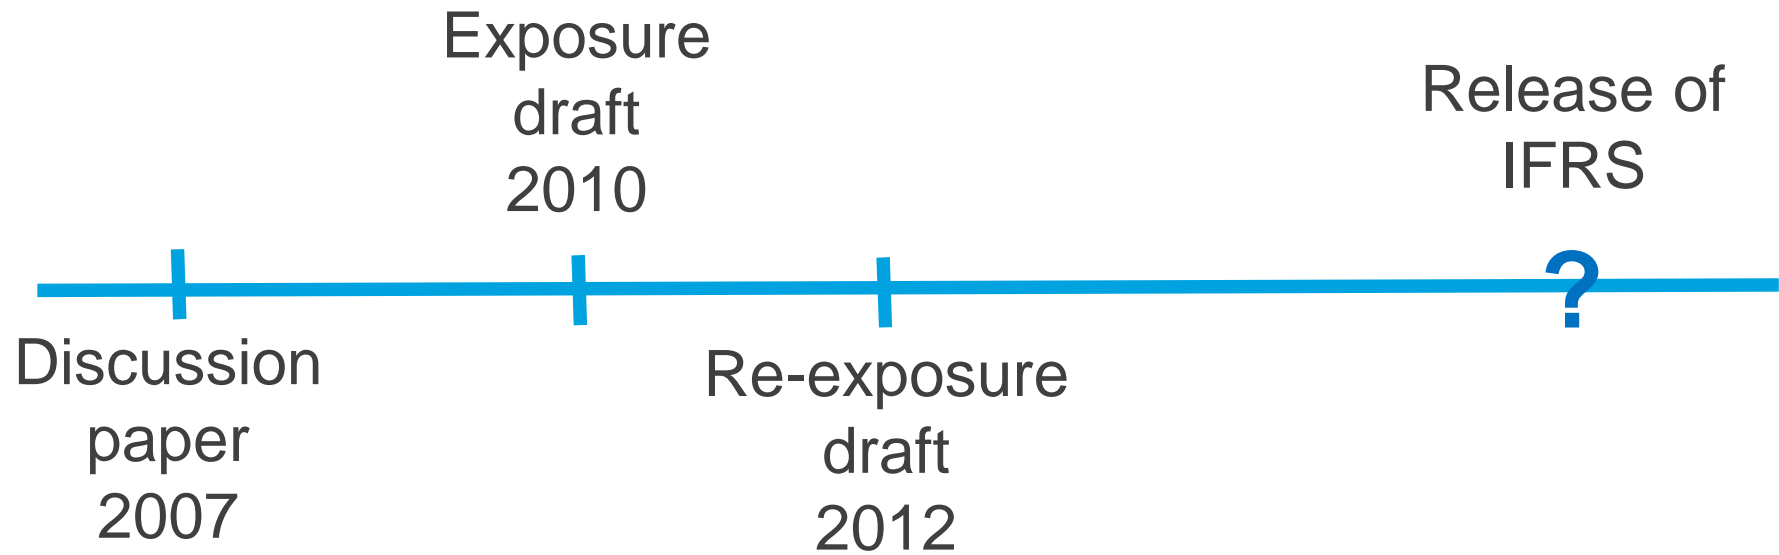 Exposure
draft
2010
Release of
IFRS
?
Discussion
paper
2007
Re-exposure
draft
2012